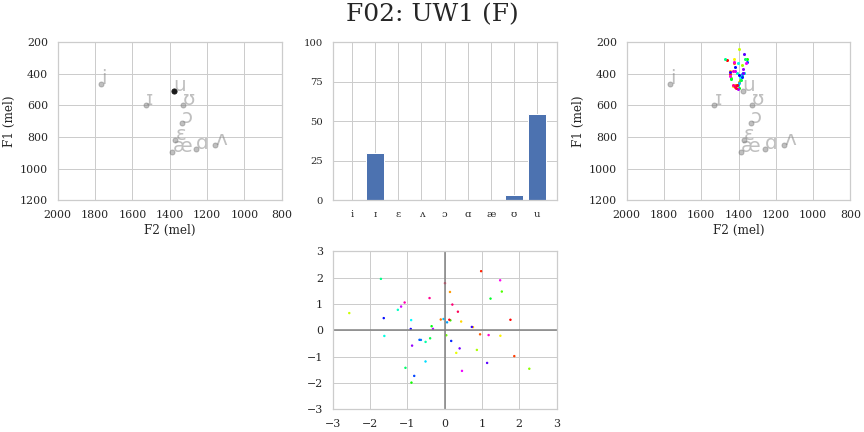 F02: UW1 (F)
200
400
600
800
1000
1200
F1 (mel)
2000 1800 1600 1400 1200 1000 800
F2 (mel)
i
u
ɪ
ʊ
ɔ
ɛ
æ
ɑ
ʌ
100
75
50
25
0
i ɪ ɛ ʌ ɔ ɑ æ ʊ u
200
400
600
800
1000
1200
F1 (mel)
2000 1800 1600 1400 1200 1000 800
F2 (mel)
i
u
ɪ
ʊ
ɔ
ɛ
æ
ɑ
ʌ
3
2
1
0
−1
−2
−3
−3 −2 −1 0 1 2 3